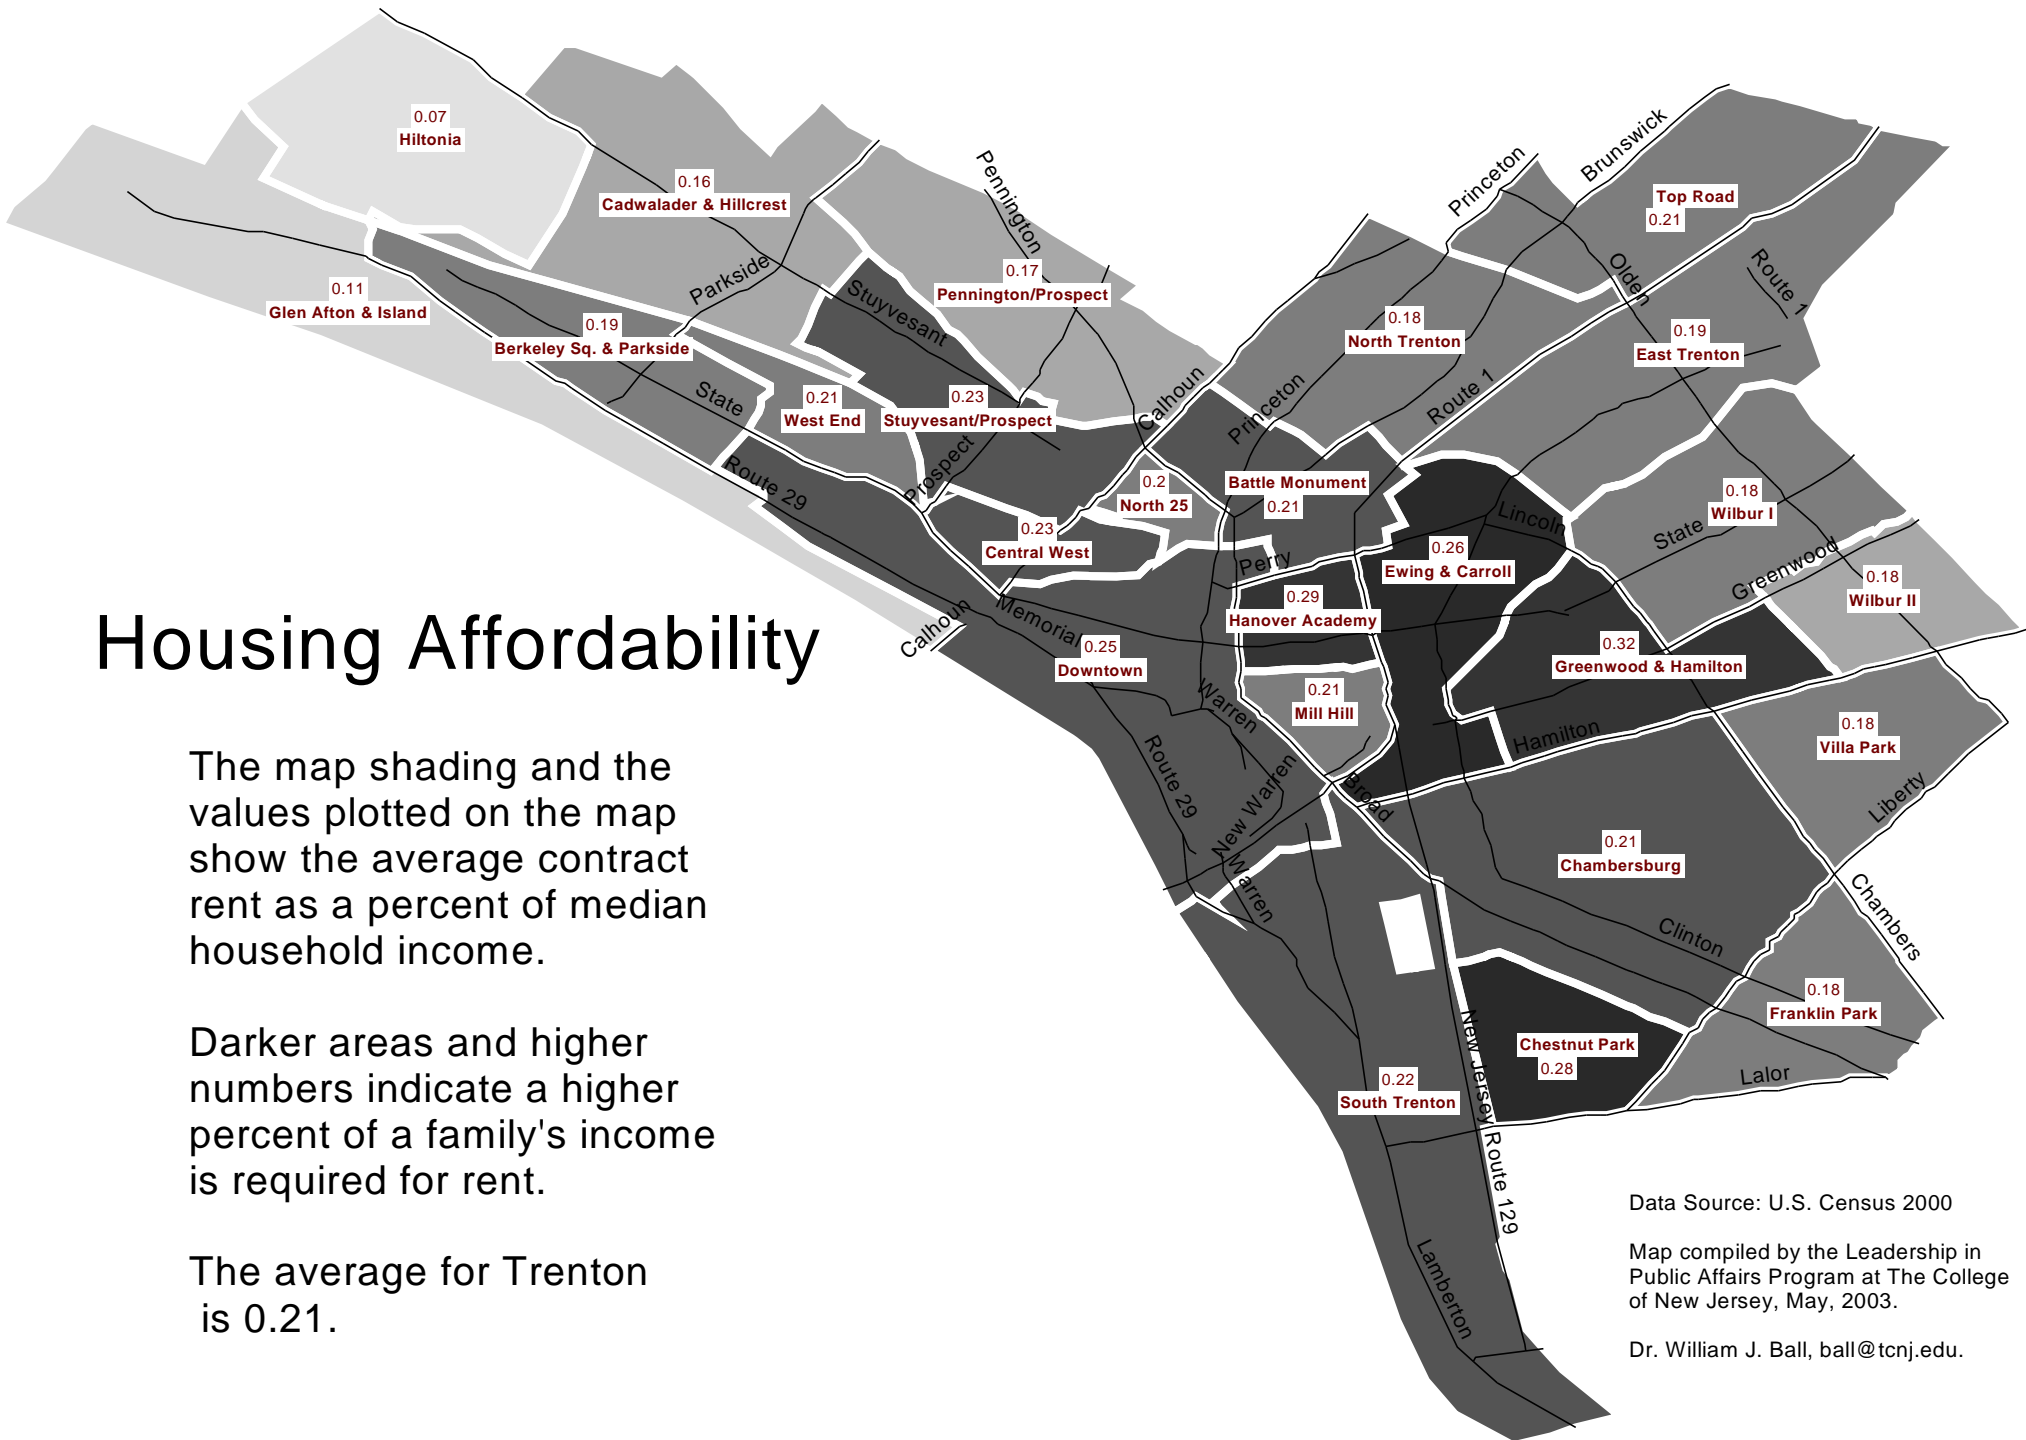 Housing Affordability
The map shading and the
values plotted on the map
show the average contract
rent as a percent of median
household income.
Darker areas and higher
numbers indicate a higher
percent of a family's income
is required for rent.
The average for Trenton
is 0.21.
0.07
Hiltonia
0.16
Cadwalader & Hillcrest
0.11
Glen Afton & Island
0.19
Berkeley Sq. & Parkside
Parkside
Stuyvesant
Pennington
0.17
Pennington/Prospect
State
0.21
West End
0.23
Stuyvesant/Prospect
Prospect
Route 29
Calhoun
0.23
Central West
0.2
North 25
Princeton
Brunswick
Top Road
0.21
Olden
Route 1
0.18
North Trenton
0.19
East Trenton
Princeton
Route 1
Battle Monument
0.21
Lincoln
0.18
Wilbur I
State
Greenwood
0.18
Wilbur II
Perry
0.26
Ewing & Carroll
0.29
Hanover Academy
Calhoun
Memorial
0.25
Downtown
0.32
Greenwood & Hamilton
Warren
0.21
Mill Hill
Hamilton
0.18
Villa Park
Route 29
New Warren
Broad
Liberty
Warren
0.21
Chambersburg
Clinton
Chambers
0.18
Franklin Park
Chestnut Park
0.28
Lalor
0.22
South Trenton
New Jersey Route 129
Lamberton
Data Source: U.S. Census 2000
Map compiled by the Leadership in
Public Affairs Program at The College
of New Jersey, May, 2003.
Dr. William J. Ball, ball@tcnj.edu.